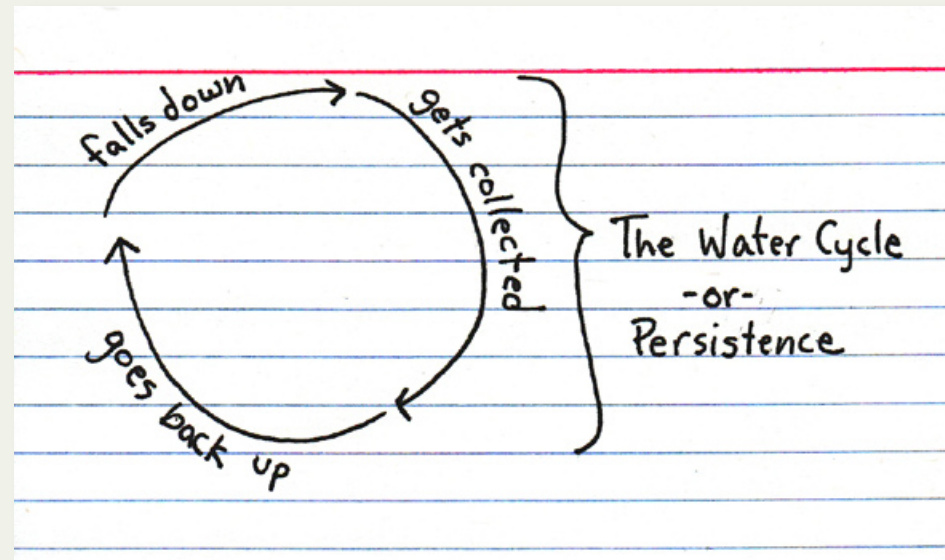 falls down
gets collected
goes back up
The Water Cycle
-or-
Persistence